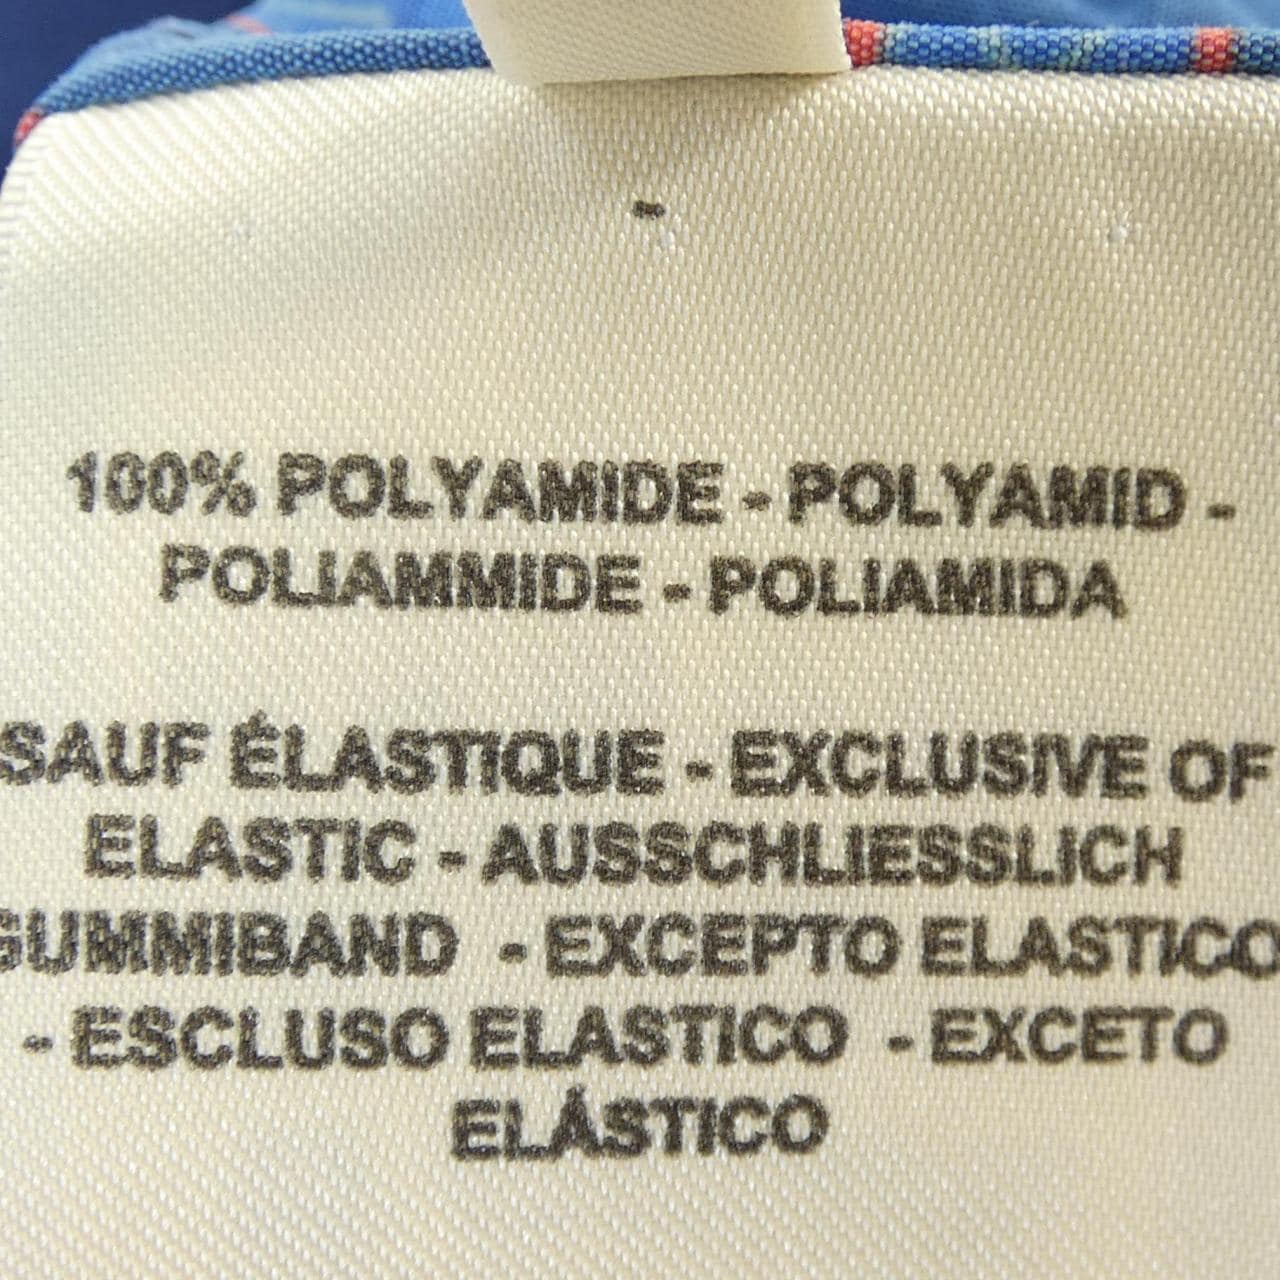 -
100% POLYAMIDE - POLYAMID -
POLIAMMIDE - POLIAMIDA
SAUF ÉLASTIQUE - EXCLUSIVE OF
ELASTIC - AUSSCHLIESSLICH
GUMMIBAND - EXCEPTO ELASTICO
- ESCLUSO ELASTICO - EXCETO
ELÁSTICO